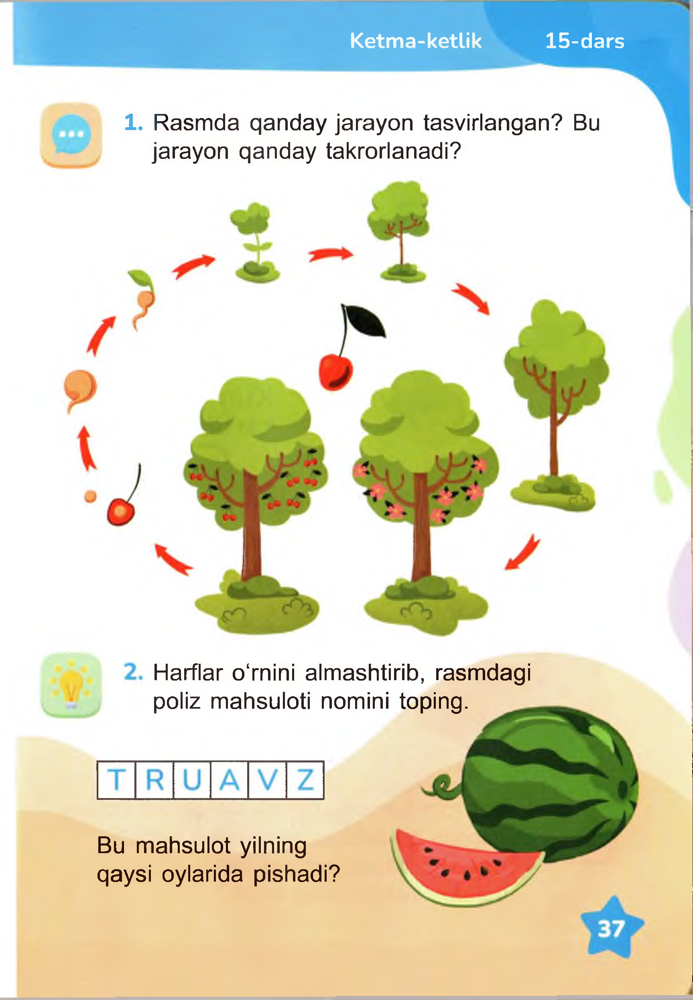 Ketma-ketlik 15-dars
1. Rasmda qanday jarayon tasvirlangan? Bu
jarayon qanday takrorlanadi?
2. Harflar o‘rnini almashtirib, rasmdagi
poliz mahsuloti nomini toping.
T R U A V Z
Bu mahsulot yilning
qaysi oylarida pishadi?
37